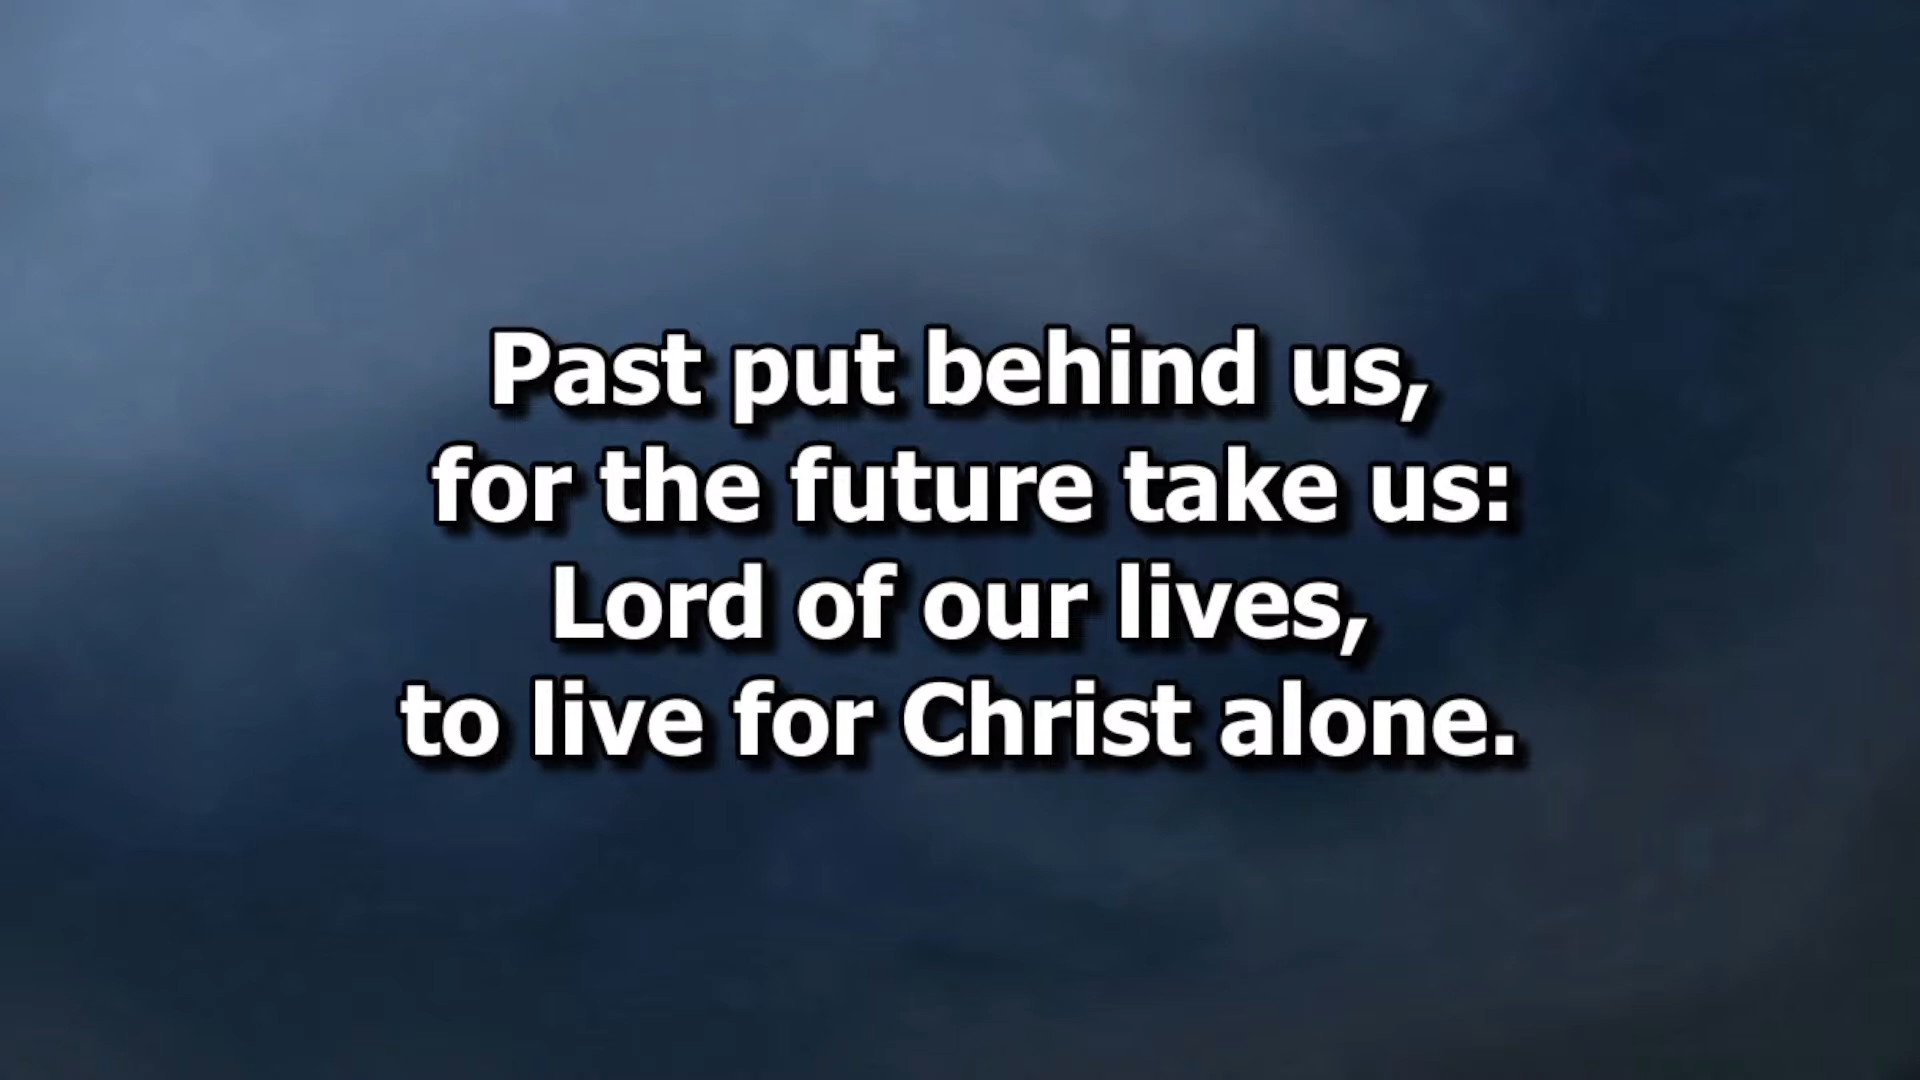 Past put behind us,
for the future take us:
Lord of our lives,
to live for Christ alone.